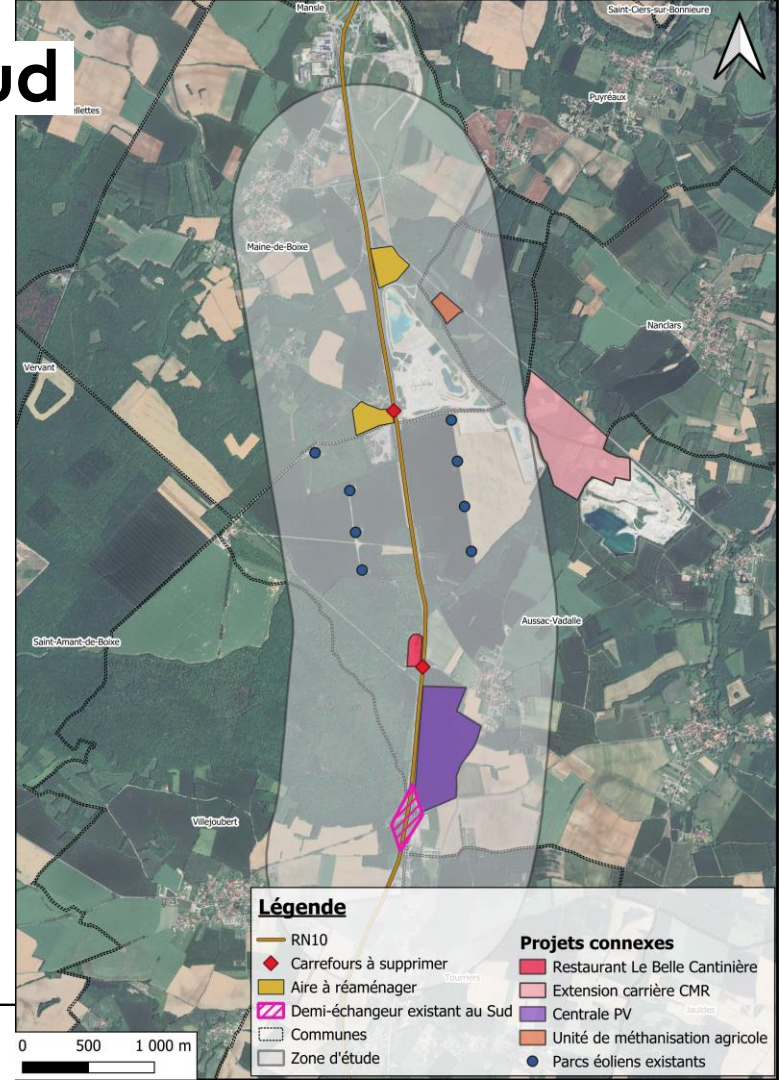 ud
Mansle
Saint-Ciers-sur-Bonnieure
ellettes
Puyréaux
Maine-de-Boixe
Nanclars
Vervant
Aussac-Vadalle
Saint-Amant-de-Boixe
Villejoubert
Tourriers
Jauldes
Légende
RN10
Carrefours à supprimer
Aire à réaménager
Demi-échangeur existant au Sud
Communes
Zone d'étude
Projets connexes
Restaurant Le Belle Cantinière
Extension carrière CMR
Centrale PV
Unité de méthanisation agricole
Parcs éoliens existants
0 500 1 000 m